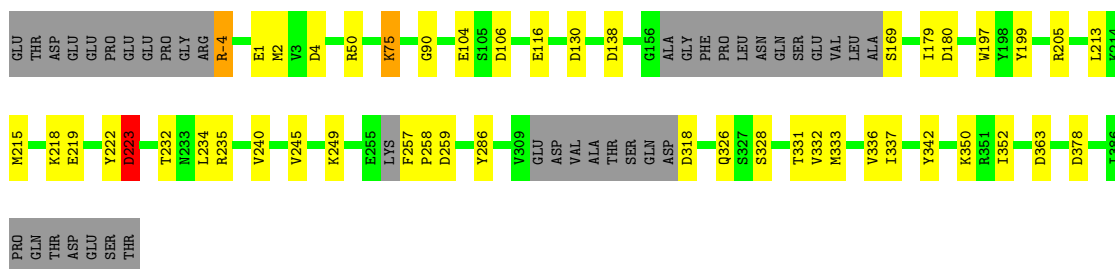 GLU THR ASP GLU GLU PRO GLU GLU PRO GLY ARG R-4 E1 M2 V3 D4 R50 K75 G90 E104 S105 D106 E116 D130 D138 G156 ALA GLY PHE PRO LEU ASN GLN SER GLU VAL LEU ALA S169 I179 D180 W197 Y198 Y199 R205 L213 K214
M215 K218 E219 Y222 D223 T232 N233 L234 R235 V240 V245 K249 E255 LYS F257 P258 D259 Y286 V309 GLU ASP VAL ALA THR SER GLN ASP D318 Q326 S327 S328 T331 V332 M333 V336 I337 Y342 K350 R351 I352 D363 D378 I386
PRO GLN THR ASP GLU SER THR